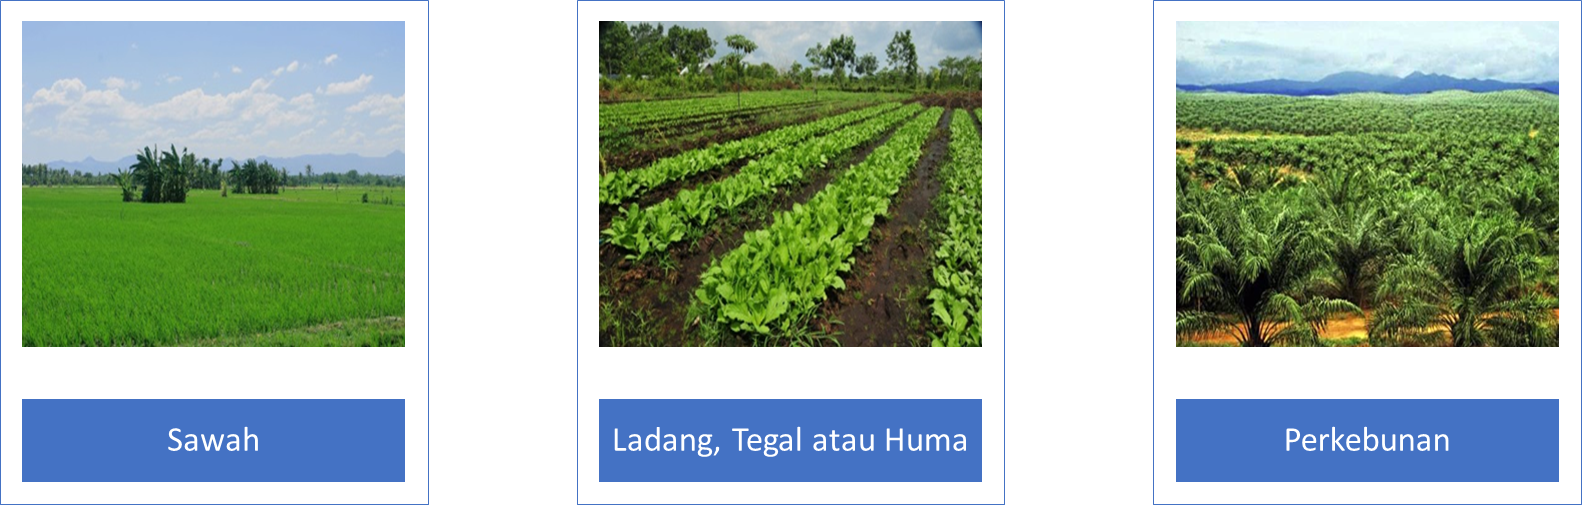 Sawah
Ladang, Tegal atau Huma
Perkebunan